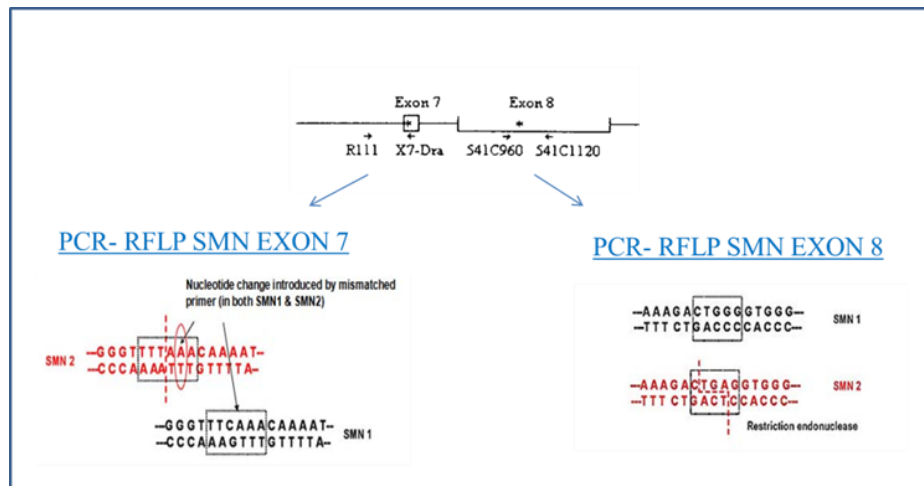 Exon 7 Exon 8
R111 X7-Dra S41C960 S41C1120
PCR- RFLP SMN EXON 7
Nucleotide change introduced by mismatched
primer (in both SMN1 & SMN2)
SMN 2
--GGGTTTTAAACAAAAT--
--CCCAAAATTTGTTTTA--
--GGGTTTCAAACAAAAT--
--CCCAAAGTTTGTTTTA--
SMN 1
PCR- RFLP SMN EXON 8
--AAAGACTGGGGTGGG--
--TTTCTGACCCCACCC--
SMN 1
--AAAGACTGAGGTGGG--
--TTTCTGACTCCACCC--
SMN 2
Restriction endonuclease